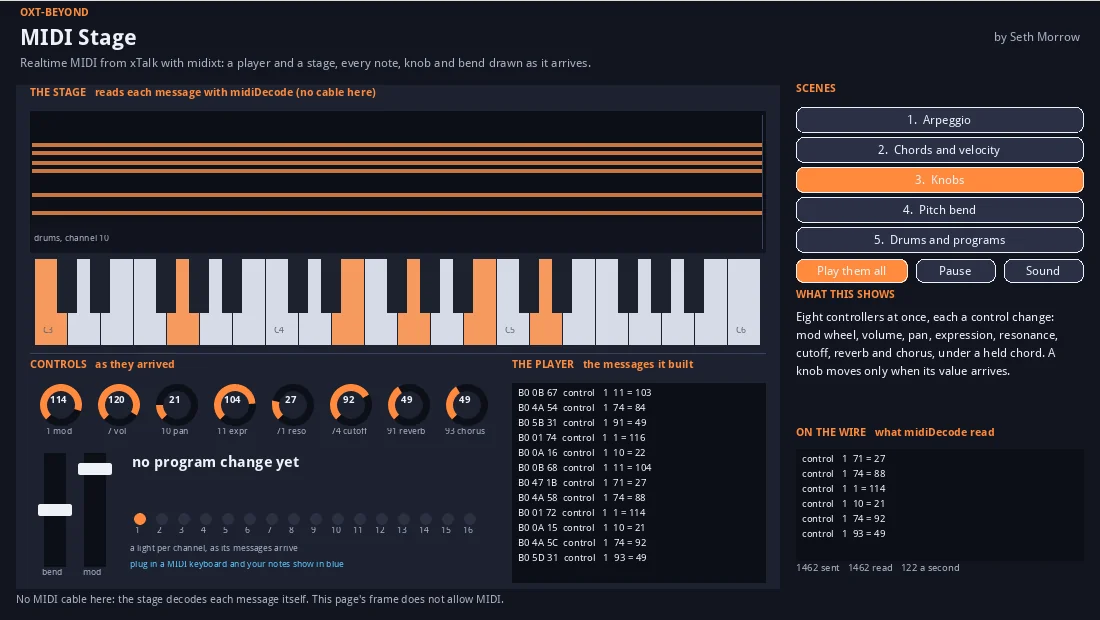 OXT-BEYOND
MIDI Stage
by Seth Morrow
Realtime MIDI from xTalk with midixt: a player and a stage, every note, knob and bend drawn as it arrives.
THE STAGE reads each message with midiDecode (no cable here)
drums, channel 10
C3
C4
C5
C6
CONTROLS as they arrived
114
120
21
104
27
92
49
49
1 mod
7 vol
10 pan
11 expr
71 reso
74 cutoff
91 reverb
93 chorus
no program change yet
1 2 3 4 5 6 7 8 9 10 11 12 13 14 15 16
a light per channel, as its messages arrive
plug in a MIDI keyboard and your notes show in blue
bend mod
THE PLAYER the messages it built
B0 0B 67 control 1 11 = 103
B0 4A 54 control 1 74 = 84
B0 5B 31 control 1 91 = 49
B0 01 74 control 1 1 = 116
B0 0A 16 control 1 10 = 22
B0 0B 68 control 1 11 = 104
B0 47 1B control 1 71 = 27
B0 4A 58 control 1 74 = 88
B0 01 72 control 1 1 = 114
B0 0A 15 control 1 10 = 21
B0 4A 5C control 1 74 = 92
B0 5D 31 control 1 93 = 49
SCENES
1. Arpeggio
2. Chords and velocity
3. Knobs
4. Pitch bend
5. Drums and programs
Play them all
Pause
Sound
WHAT THIS SHOWS
Eight controllers at once, each a control change:
mod wheel, volume, pan, expression, resonance,
cutoff, reverb and chorus, under a held chord. A
knob moves only when its value arrives.
ON THE WIRE what midiDecode read
control 1 71 = 27
control 1 74 = 88
control 1 1 = 114
control 1 10 = 21
control 1 74 = 92
control 1 93 = 49
1462 sent 1462 read 122 a second
No MIDI cable here: the stage decodes each message itself. This page's frame does not allow MIDI.